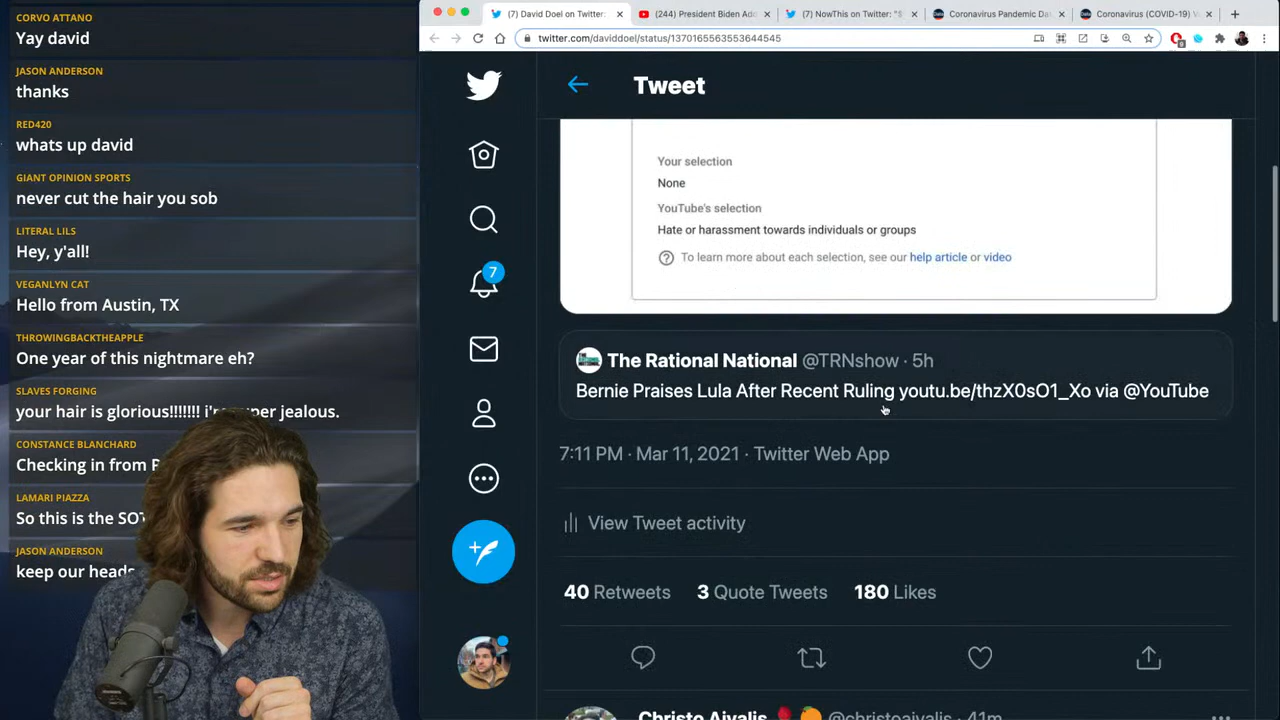 CORVO ATTANO
Yay david
JASON ANDERSON
thanks
RED420
whats up david
GIANT OPINION SPORTS
never cut the hair you sob
LITERAL LILS
Hey, y'all!
VEGANLYN CAT
Hello from Austin, TX
THROWINGBACKTHEAPPLE
One year of this nightmare eh?
SLAVES FORGING
your hair is glorious!!!!!!! i'm super jealous.
CONSTANCE BLANCHARD
Checking in from
LAMARI PIAZZA
So this is the
JASON ANDERSON
keep our heads
(7) David Doel on Twitter:
(244) President Biden Add
(7) NowThis on Twitter: "S
Coronavirus Pandemic Da
Coronavirus (COVID-19) V
twitter.com/daviddoel/status/1370165563553644545
Tweet
Your selection
None
YouTube's selection
Hate or harassment towards individuals or groups
To learn more about each selection, see our help article or video
7
The Rational National @TRNshow · 5h
Bernie Praises Lula After Recent Ruling youtu.be/thzX0sO1_Xo via @YouTube
7:11 PM · Mar 11, 2021 · Twitter Web App
View Tweet activity
40 Retweets 3 Quote Tweets 180 Likes
Christo Aivalis @christoaivalis · 41m